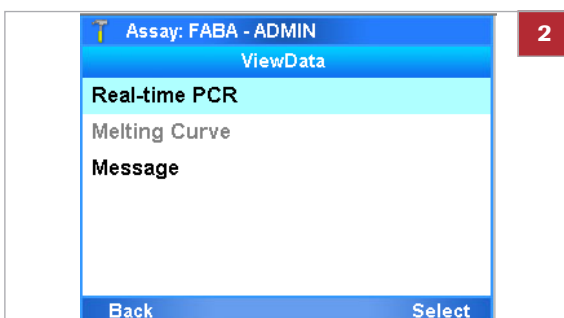 Assay: FABA - ADMIN
2
ViewData
Real-time PCR
Melting Curve
Message
Back Select